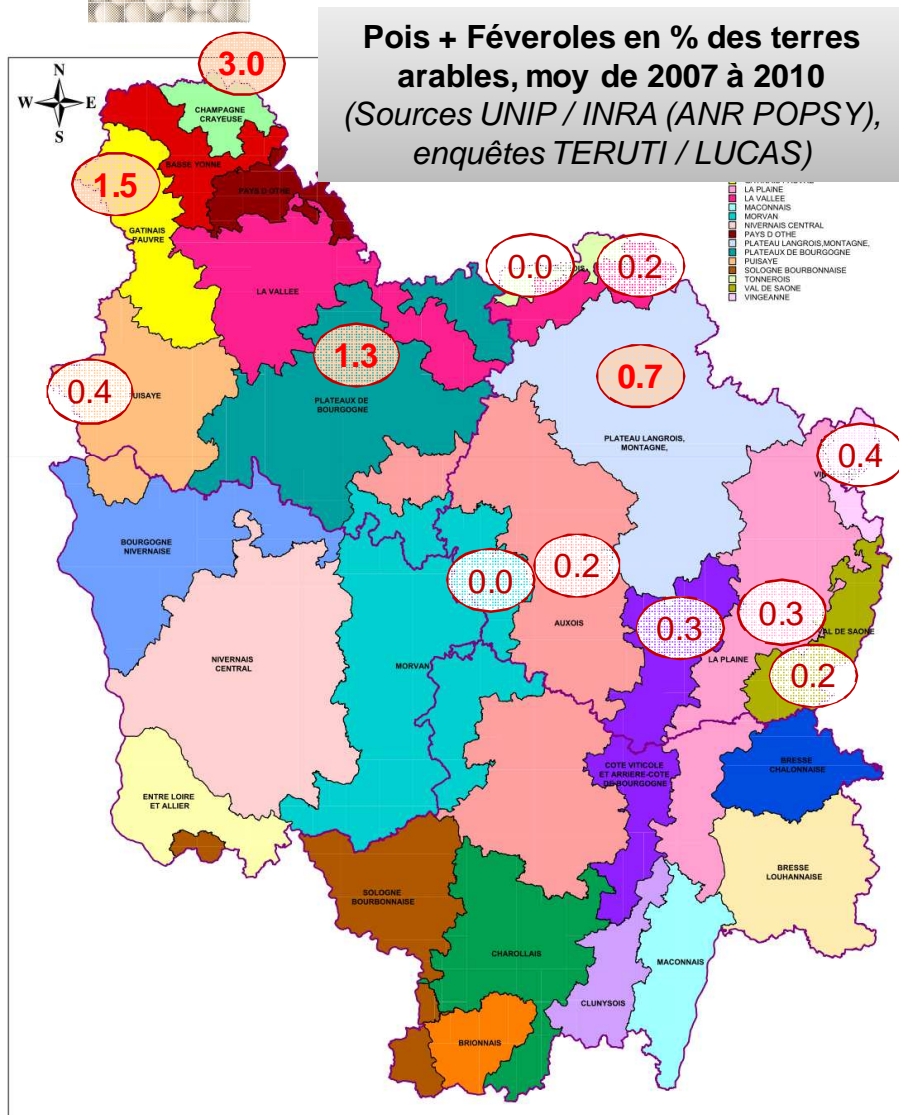 Pois + Féveroles en % des terres
arables, moy de 2007 à 2010
(Sources UNIP / INRA (ANR POPSY),
enquêtes TERUTI / LUCAS)
N
W E
S
3.0
CHAMPAGNE
CRAYEUSE
BASSE YONNE
1.5
PAYS D OTHE
GATINAIS
PAUVRE
LA PLAINE
LA VALLEE
MACONNAIS
MORVAN
NIVERNAIS CENTRAL
PAYS D OTHE
PLATEAU LANGROIS,MONTAGNE,
PLATEAUX DE BOURGOGNE
PUISAYE
SOLOGNE BOURBONNAISE
TONNEROIS
VAL DE SAONE
VINGEANNE
0.0
0.2
LA VALLEE
1.3
0.7
0.4
UISAYE
PLATEAUX DE
BOURGOGNE
PLATEAU LANGROIS,
MONTAGNE,
0.4
BOURGOGNE
NIVERNAISE
0.0
0.2
AUXOIS
0.3
0.3
VAL DE SAONE
NIVERNAIS
CENTRAL
MORVAN
LA PLAINE
0.2
COTE VITICOLE
ET ARRIERE-COTE
DE BOURGOGNE
BRESSE
CHALONNAISE
ENTRE LOIRE
ET ALLIER
BRESSE
LOUHANNAISE
SOLOGNE
BOURBONNAISE
CHAROLLAIS
MACONNAIS
CLUNYSOIS
BRIONNAIS